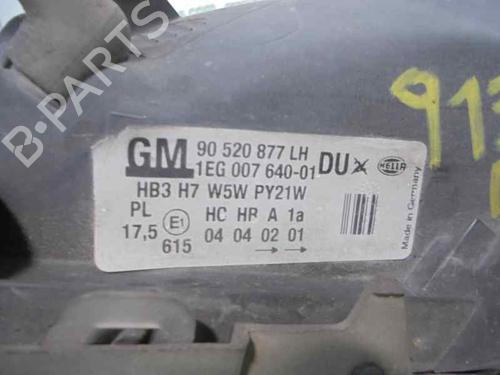 GM 90 520 877 LH DU
1EG 007 640-01
HELLA
HB3 H7 W5W PY21W
PL HC HR A 1a
17,5 E1 615 04 04 02 01
Made in Germany
913
B-PARTS